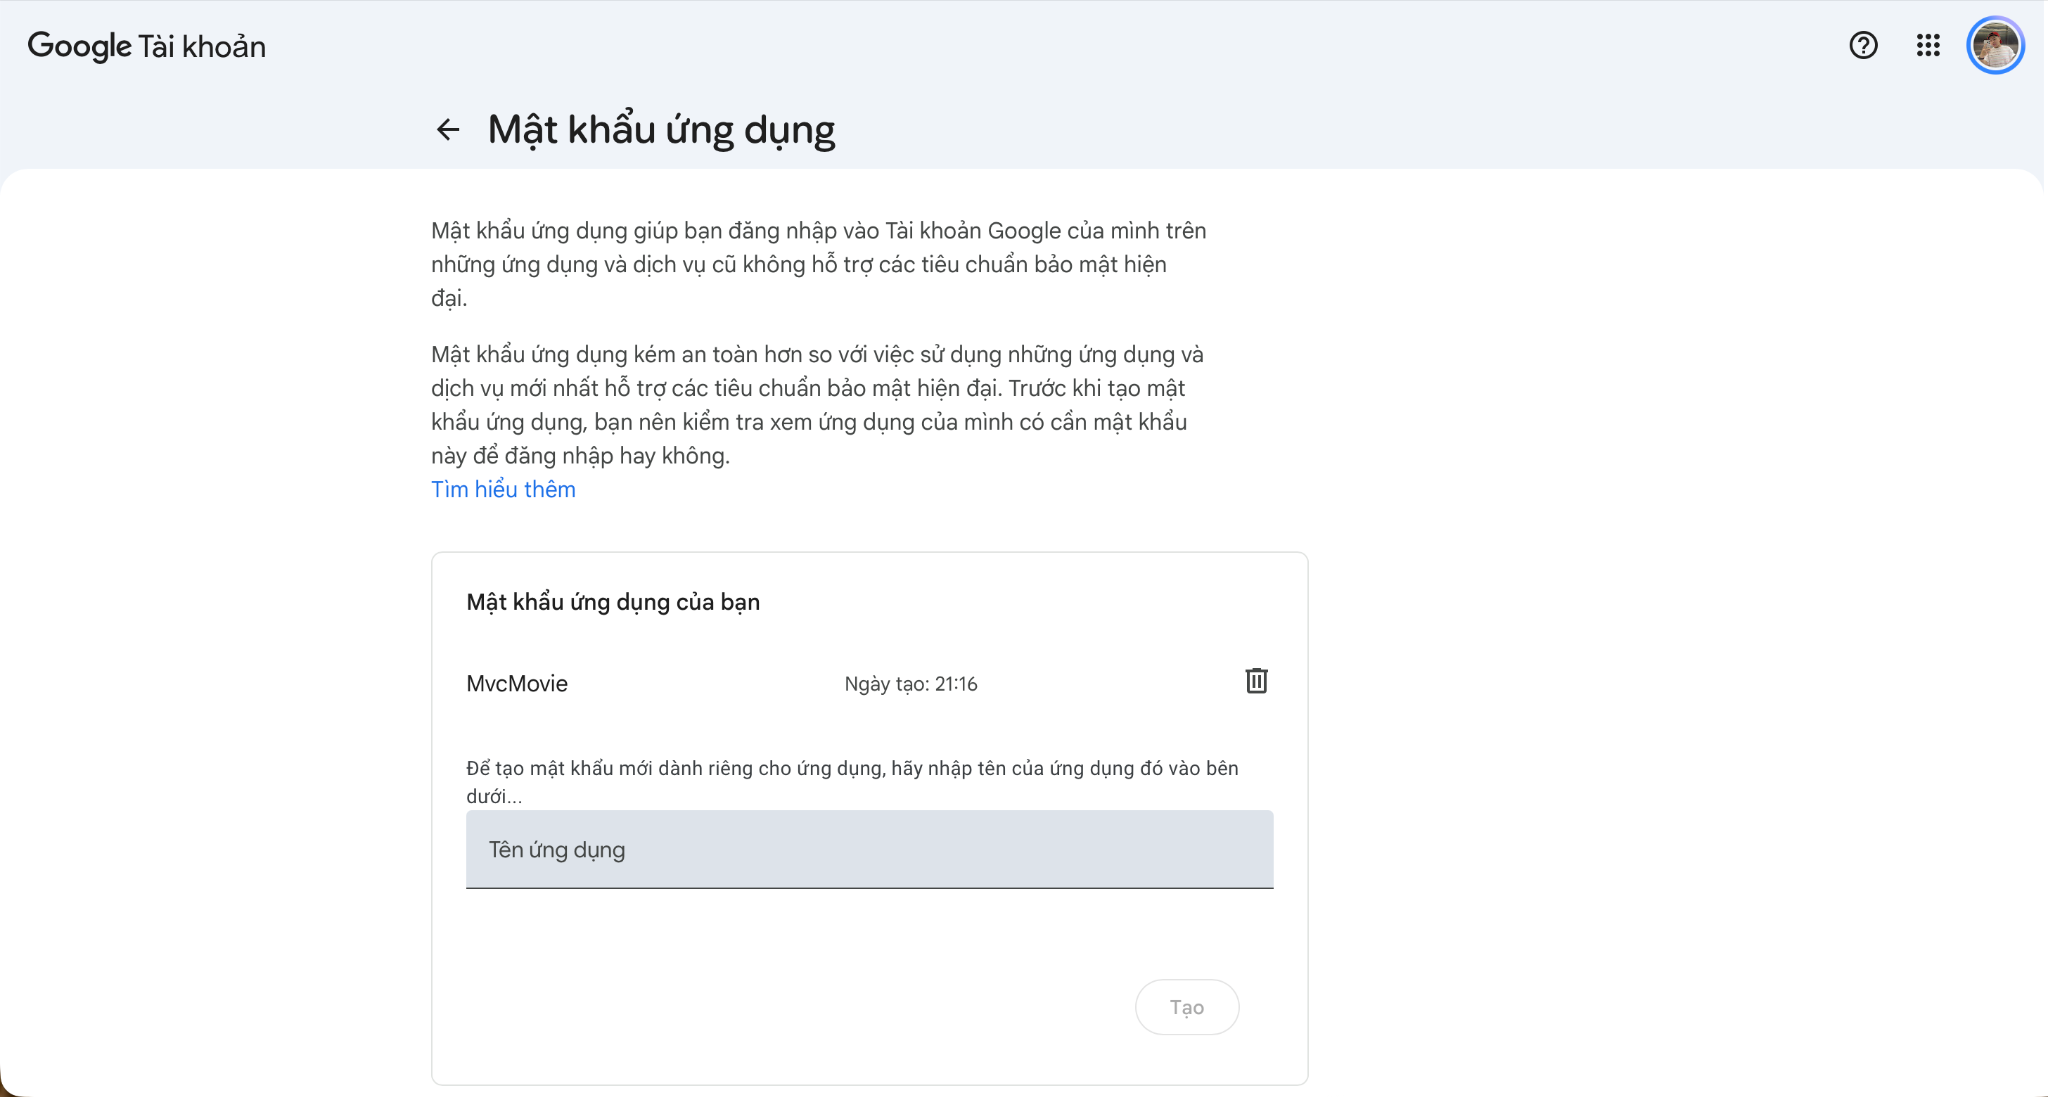 Google Tài khoản
Mật khẩu ứng dụng
Mật khẩu ứng dụng giúp bạn đăng nhập vào Tài khoản Google của mình trên
những ứng dụng và dịch vụ cũ không hỗ trợ các tiêu chuẩn bảo mật hiện
đại.
Mật khẩu ứng dụng kém an toàn hơn so với việc sử dụng những ứng dụng và
dịch vụ mới nhất hỗ trợ các tiêu chuẩn bảo mật hiện đại. Trước khi tạo mật
khẩu ứng dụng, bạn nên kiểm tra xem ứng dụng của mình có cần mật khẩu
này để đăng nhập hay không.
Tìm hiểu thêm
Mật khẩu ứng dụng của bạn
MvcMovie Ngày tạo: 21:16
Để tạo mật khẩu mới dành riêng cho ứng dụng, hãy nhập tên của ứng dụng đó vào bên
dưới...
Tên ứng dụng
Tạo